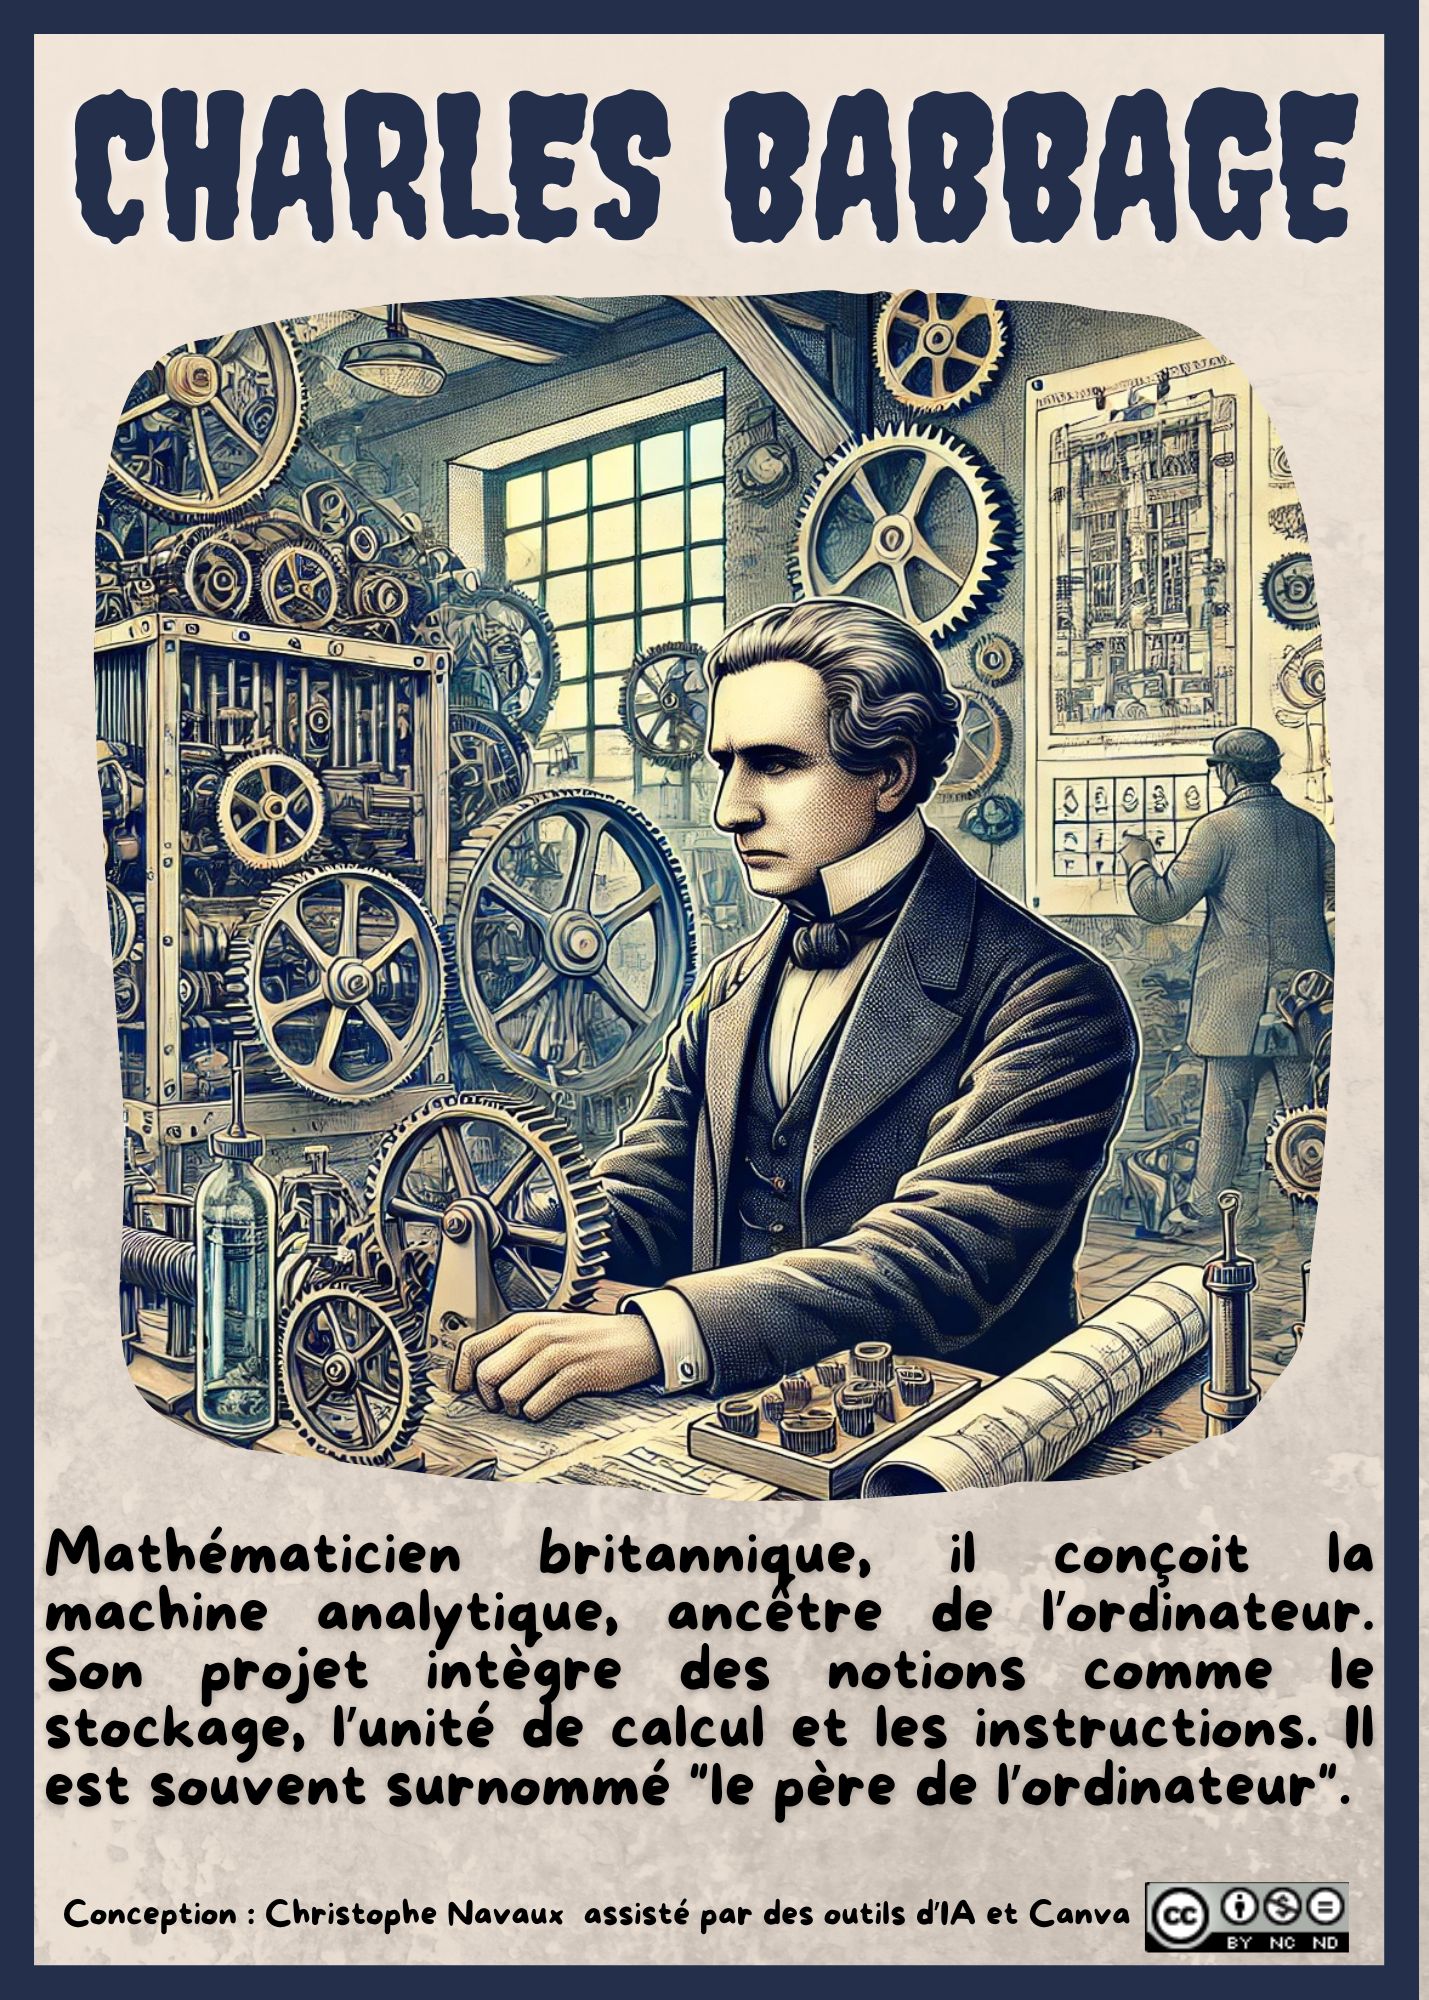 CHARLES BABBAGE
Mathématicien britannique, il conçoit la
machine analytique, ancêtre de l'ordinateur.
Son projet intègre des notions comme le
stockage, l'unité de calcul et les instructions. Il
est souvent surnommé "le père de l'ordinateur".
Conception : Christophe Navaux assisté par des outils d'IA et Canva
cc
BY NC ND